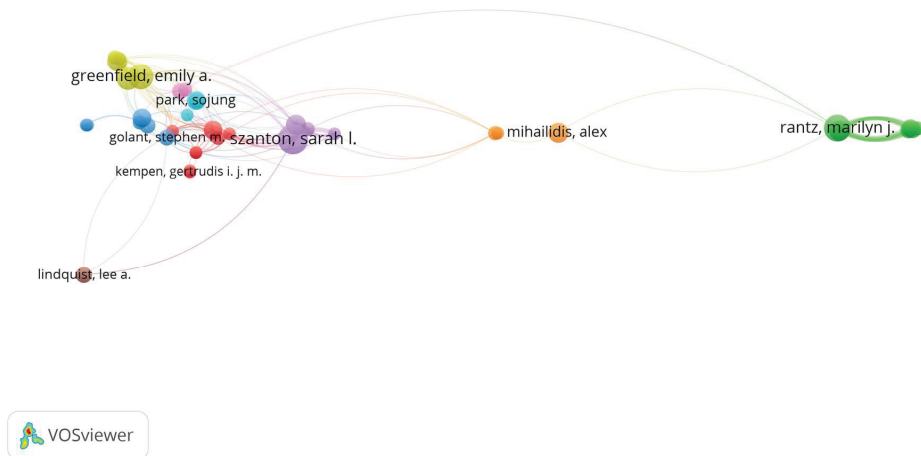 greenfield, emily a.
park, sojung
golant, stephen m.
szanton, sarah l.
mihailidis, alex
rantz, marilyn j.
kempen, gertrudis i. j. m.
lindquist, lee a.
VOSviewer